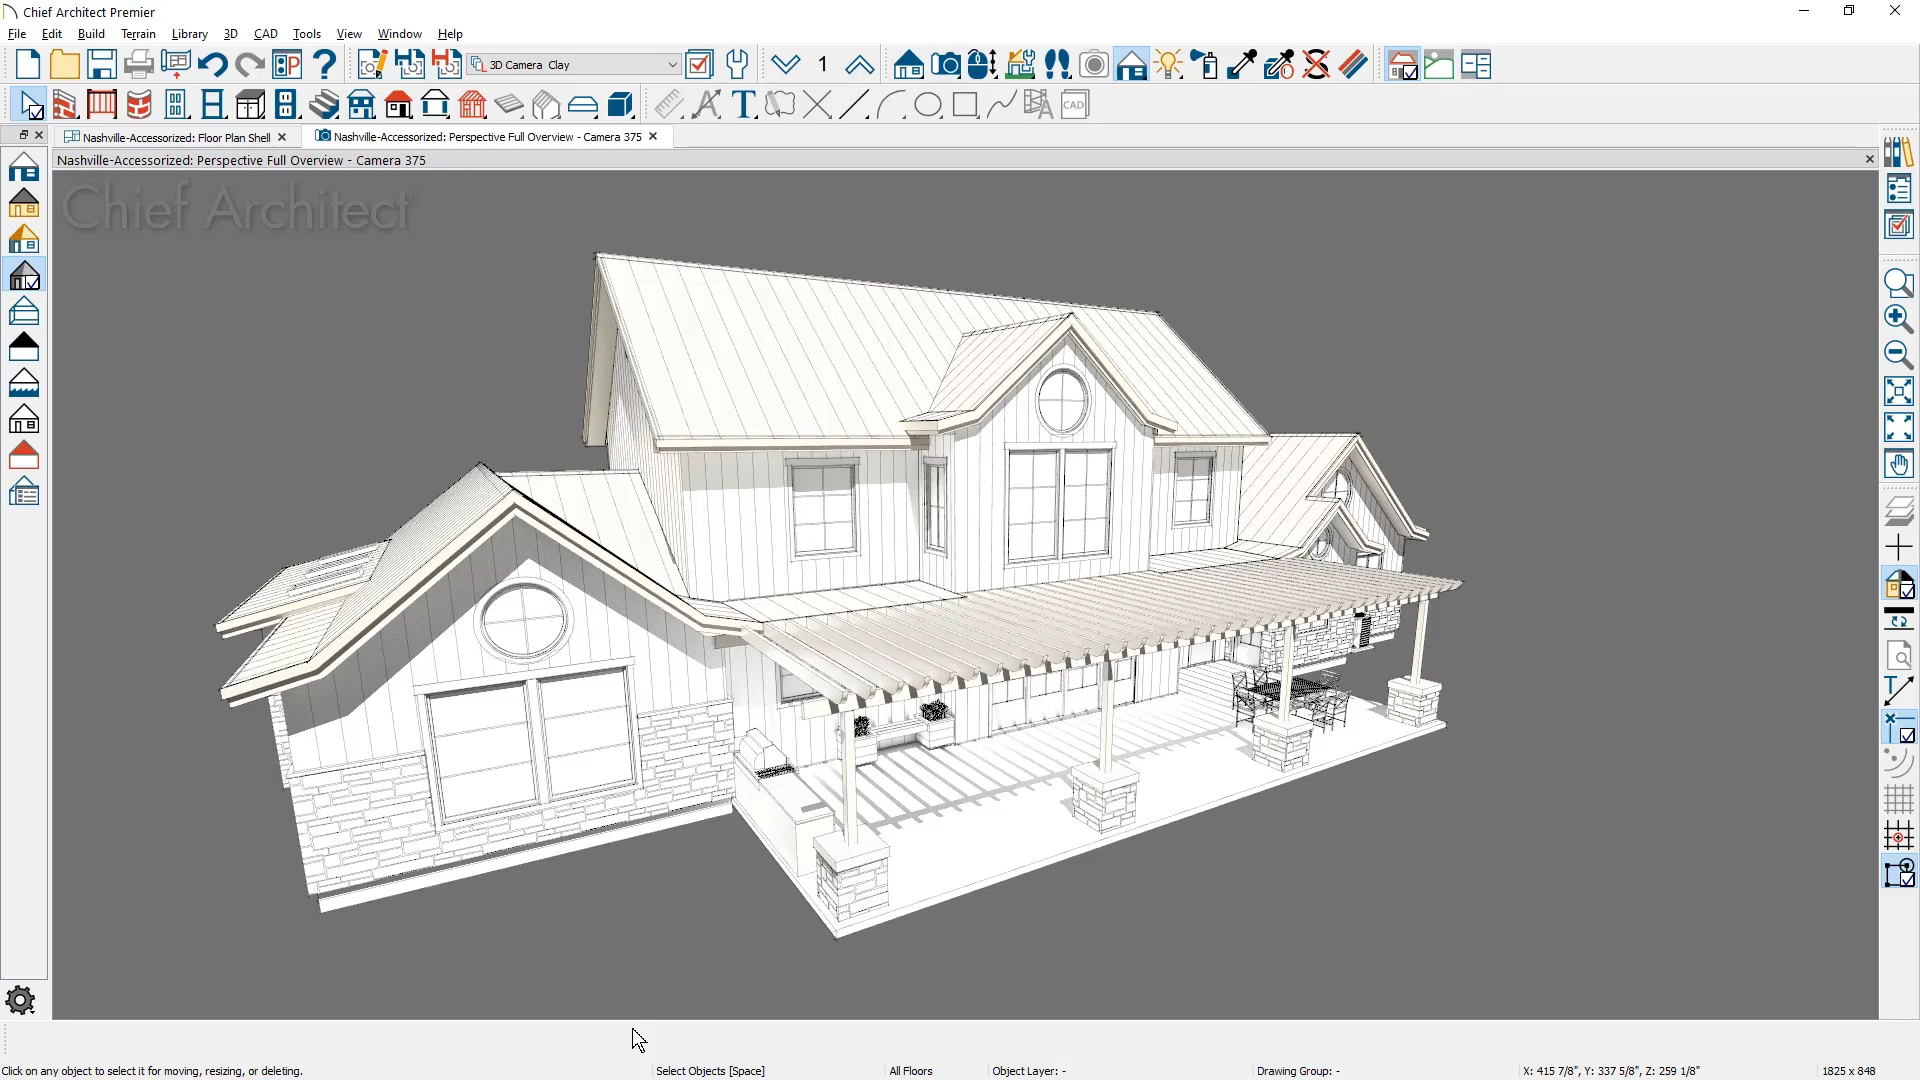 Chief Architect Premier
File Edit Build Terrain Library 3D CAD Tools View Window Help
3D Camera Clay 1
T CAD
Nashville-Accessorized: Floor Plan Shell Nashville-Accessorized: Perspective Full Overview - Camera 375
Nashville-Accessorized: Perspective Full Overview - Camera 375
Chief Architect
Click on any object to select it for moving, resizing, or deleting. Select Objects [Space] All Floors Object Layer: - Drawing Group: - X: 415 7/8", Y: 337 5/8", Z: 259 1/8" 1825 x 848